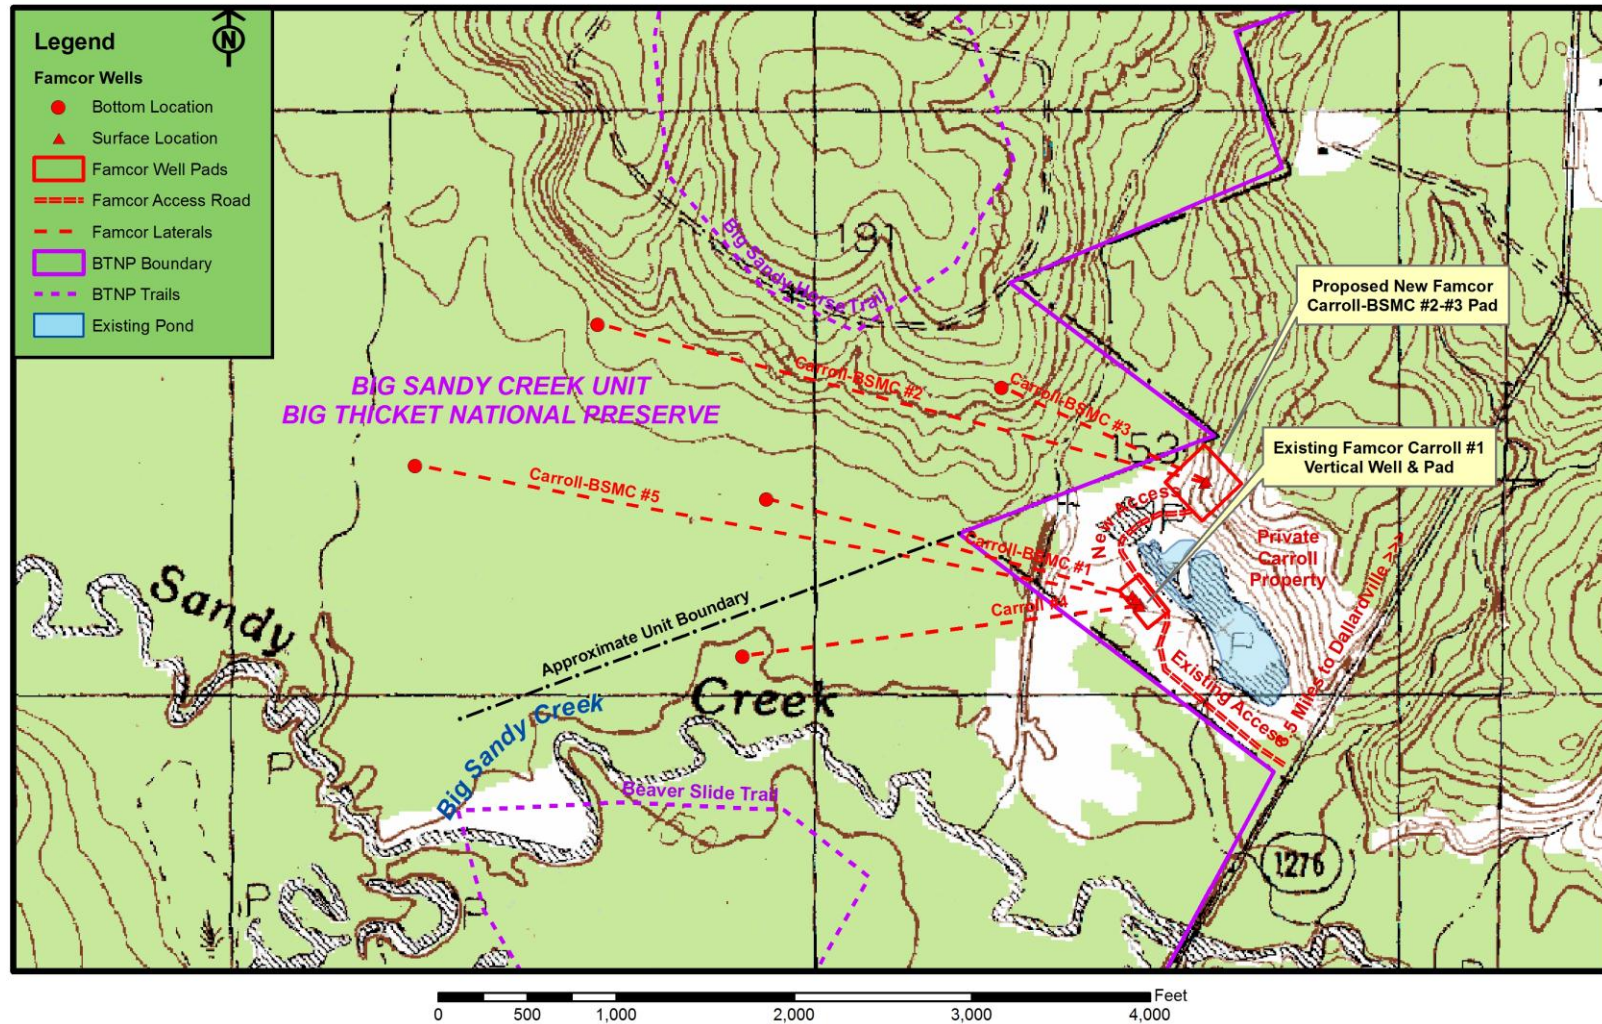 Legend
N
Famcor Wells
Bottom Location
Surface Location
Famcor Well Pads
Famcor Access Road
Famcor Laterals
BTNP Boundary
BTNP Trails
Existing Pond
191
Big Sandy Horse Trail
Proposed New Famcor
Carroll-BSMC #2-#3 Pad
BIG SANDY CREEK UNIT
BIG THICKET NATIONAL PRESERVE
Carroll-BSMC #2
Carroll-BSMC #3
153
Existing Famcor Carroll #1
Vertical Well & Pad
Carroll-BSMC #5
New Access
Private
Carroll
Property
Carroll-BSMC #1
Carroll #4
Approximate Unit Boundary
Sandy
Creek
P
Existing Access
5 Miles to Dallardville >>>
Big Sandy Creek
P
Beaver Slide Trail
1276
P
P
P
Feet
0 500 1,000 2,000 3,000 4,000